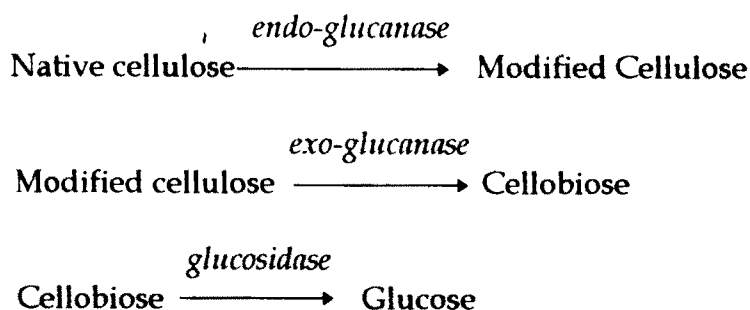 endo-glucanase
Native cellulose → Modified Cellulose
exo-glucanase
Modified cellulose → Cellobiose
glucosidase
Cellobiose → Glucose